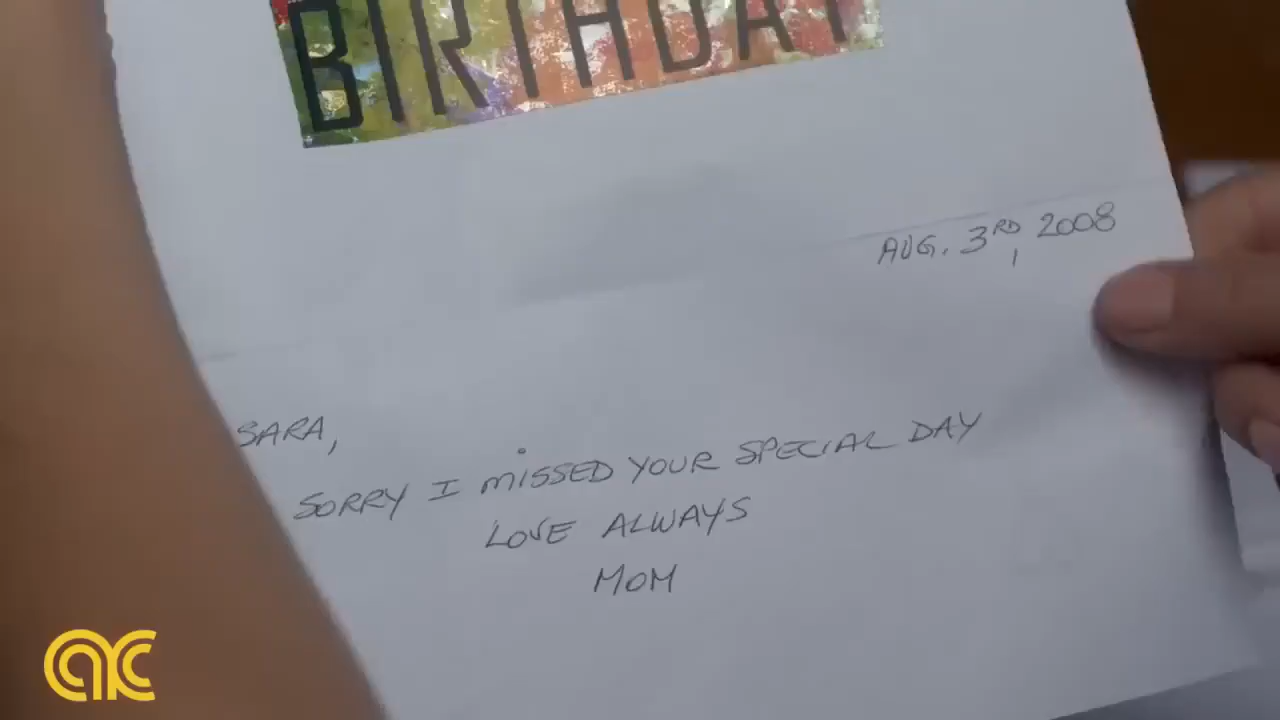 BIRTHDAY
AUG. 3RD, 2008
SARA,
SORRY I MISSED YOUR SPECIAL DAY
LOVE ALWAYS
MOM